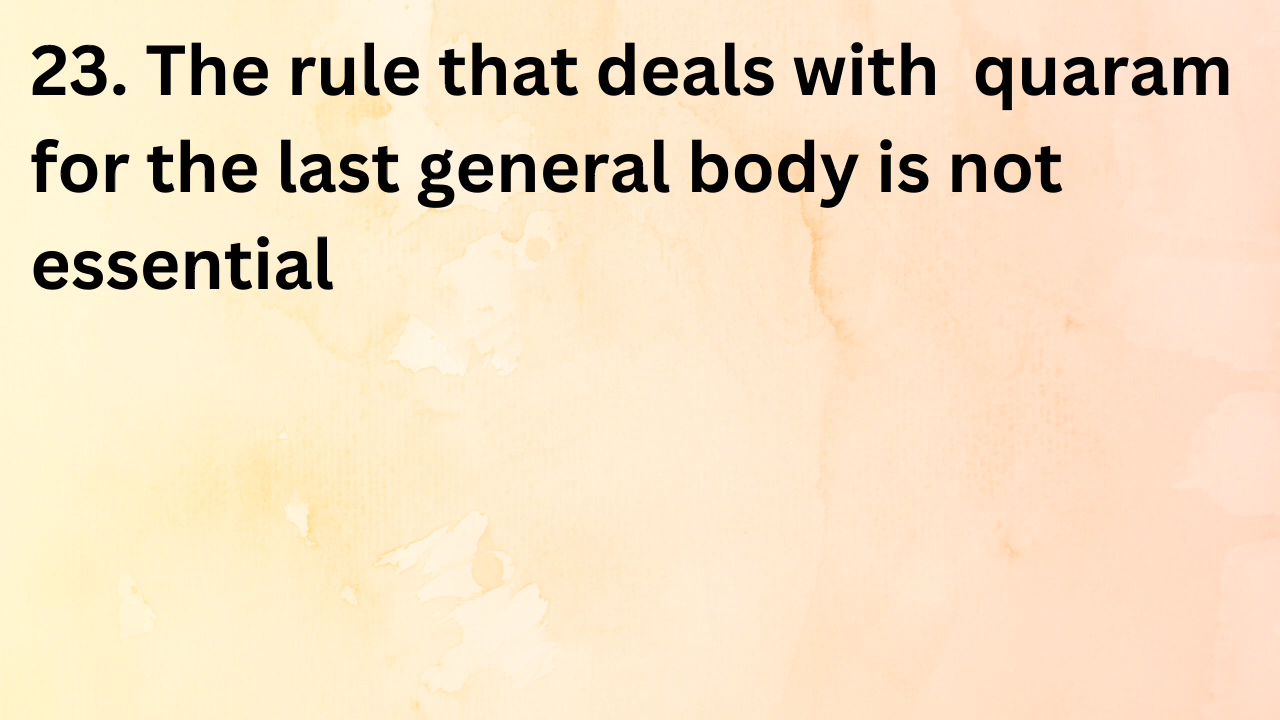 23. The rule that deals with  quaram
for the last general body is not
essential